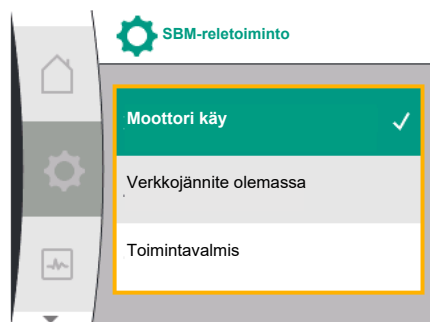 SBM-reletoiminto
Moottori käy
Verkkojännite olemassa
Toimintavalmis